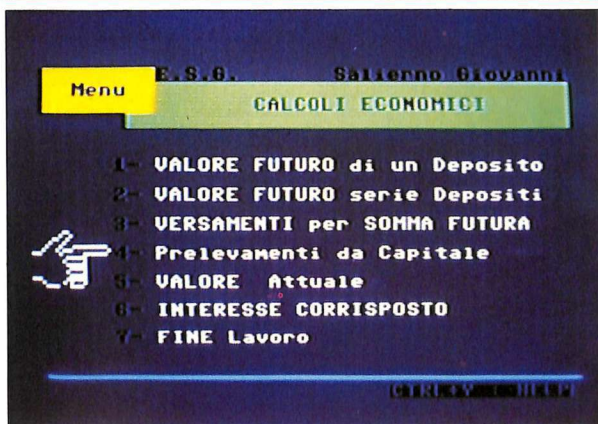 E.S.G. Salierno Giovanni
Menu
CALCOLI ECONOMICI
1- VALORE FUTURO di un Deposito
2- VALORE FUTURO serie Depositi
3- VERSAMENTI per SOMMA FUTURA
4- Prelevamenti da Capitale
5- VALORE Attuale
6- INTERESSE CORRISPOSTO
7- FINE Lavoro
CTRL+Y : HELP